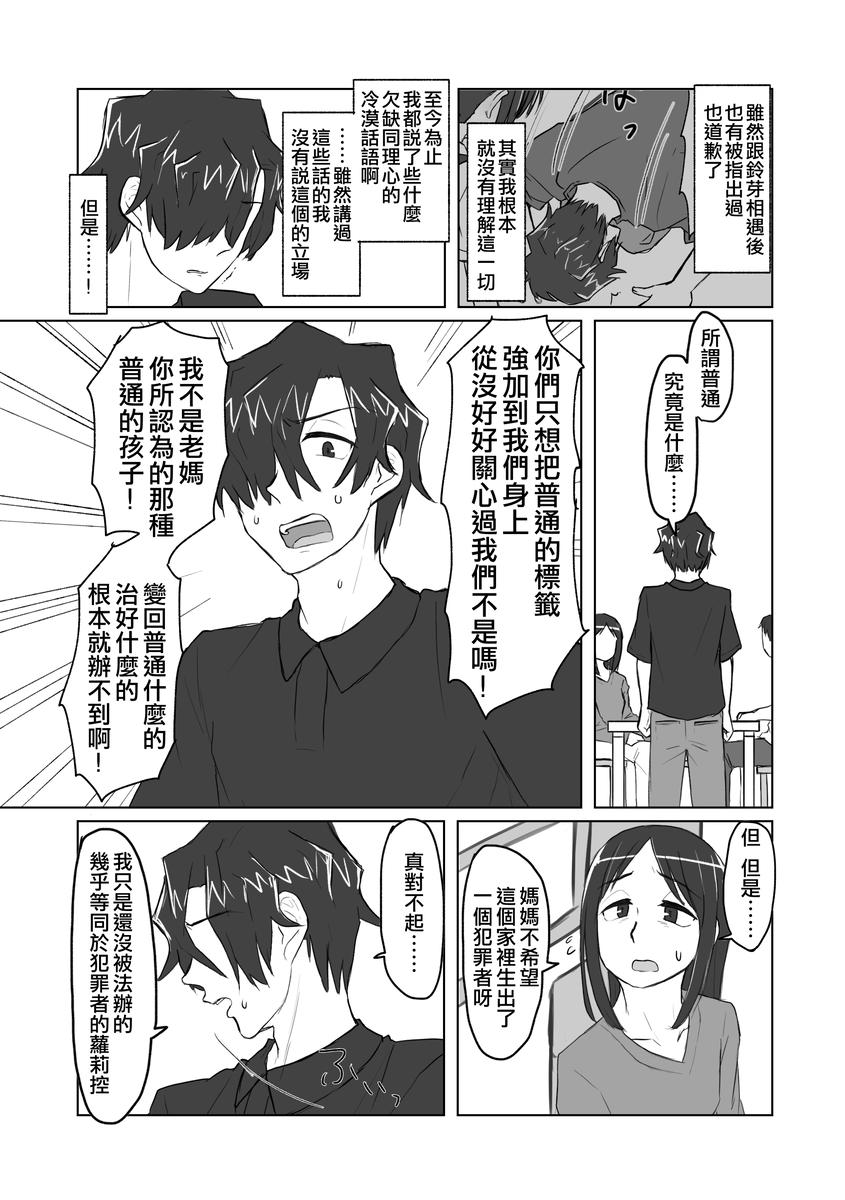 雖然跟鈴芽相遇後
也有被指出過
也道歉了
なっ
其實我根本
就沒有理解這一切
至今為止
我都説了些什麼
欠缺同理心的
冷漠話語啊
……雖然講過
這些話的我
沒有說這個的立場
但是……！
所謂普通
究竟是什麼……
你們只想把普通的標籤
強加到我們身上
從沒好好關心過我們不是嗎！
我不是老媽
你所認為的那種
普通的孩子！
變回普通什麼的
治好什麼的
根本就辦不到啊！
但 但是…
媽媽不希望
這個家裡生出了
一個犯罪者呀
真對不起……
ふぃっ
我只是還沒被法辦的
幾乎等同於犯罪者的蘿莉控